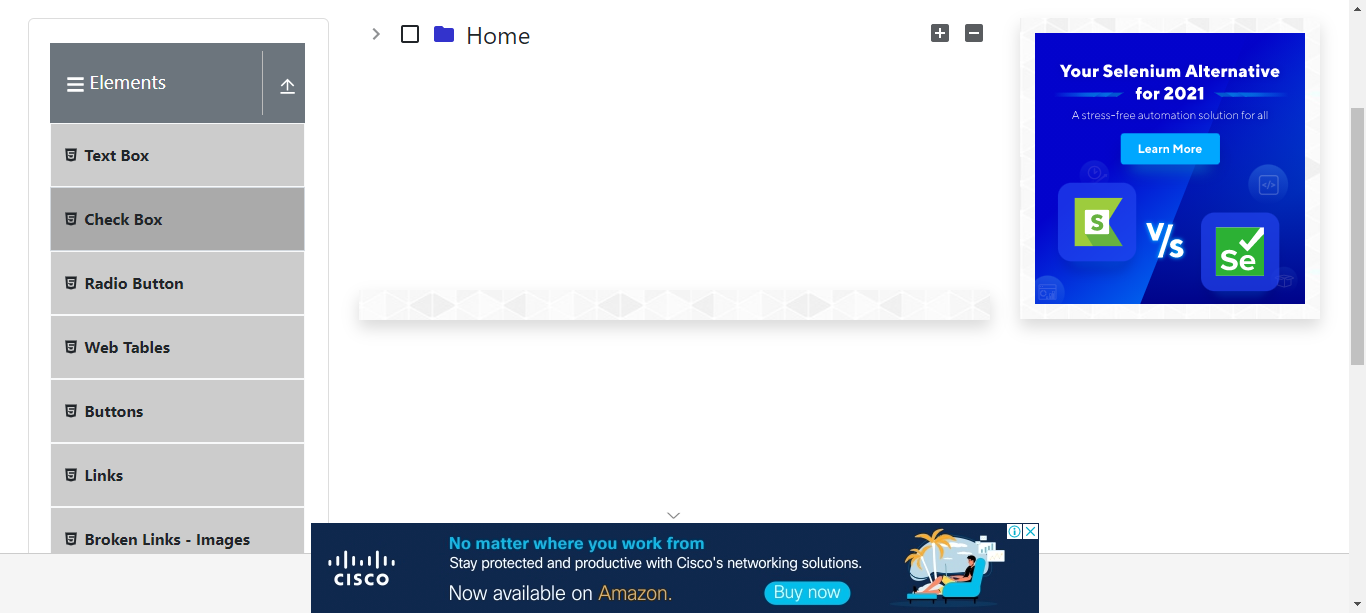 Elements
Text Box
Check Box
Radio Button
Web Tables
Buttons
Links
Broken Links - Images
Home
Your Selenium Alternative
for 2021
A stress-free automation solution for all
Learn More
S
V/s
Se
CISCO
No matter where you work from
Stay protected and productive with Cisco's networking solutions.
Now available on Amazon.
Buy now